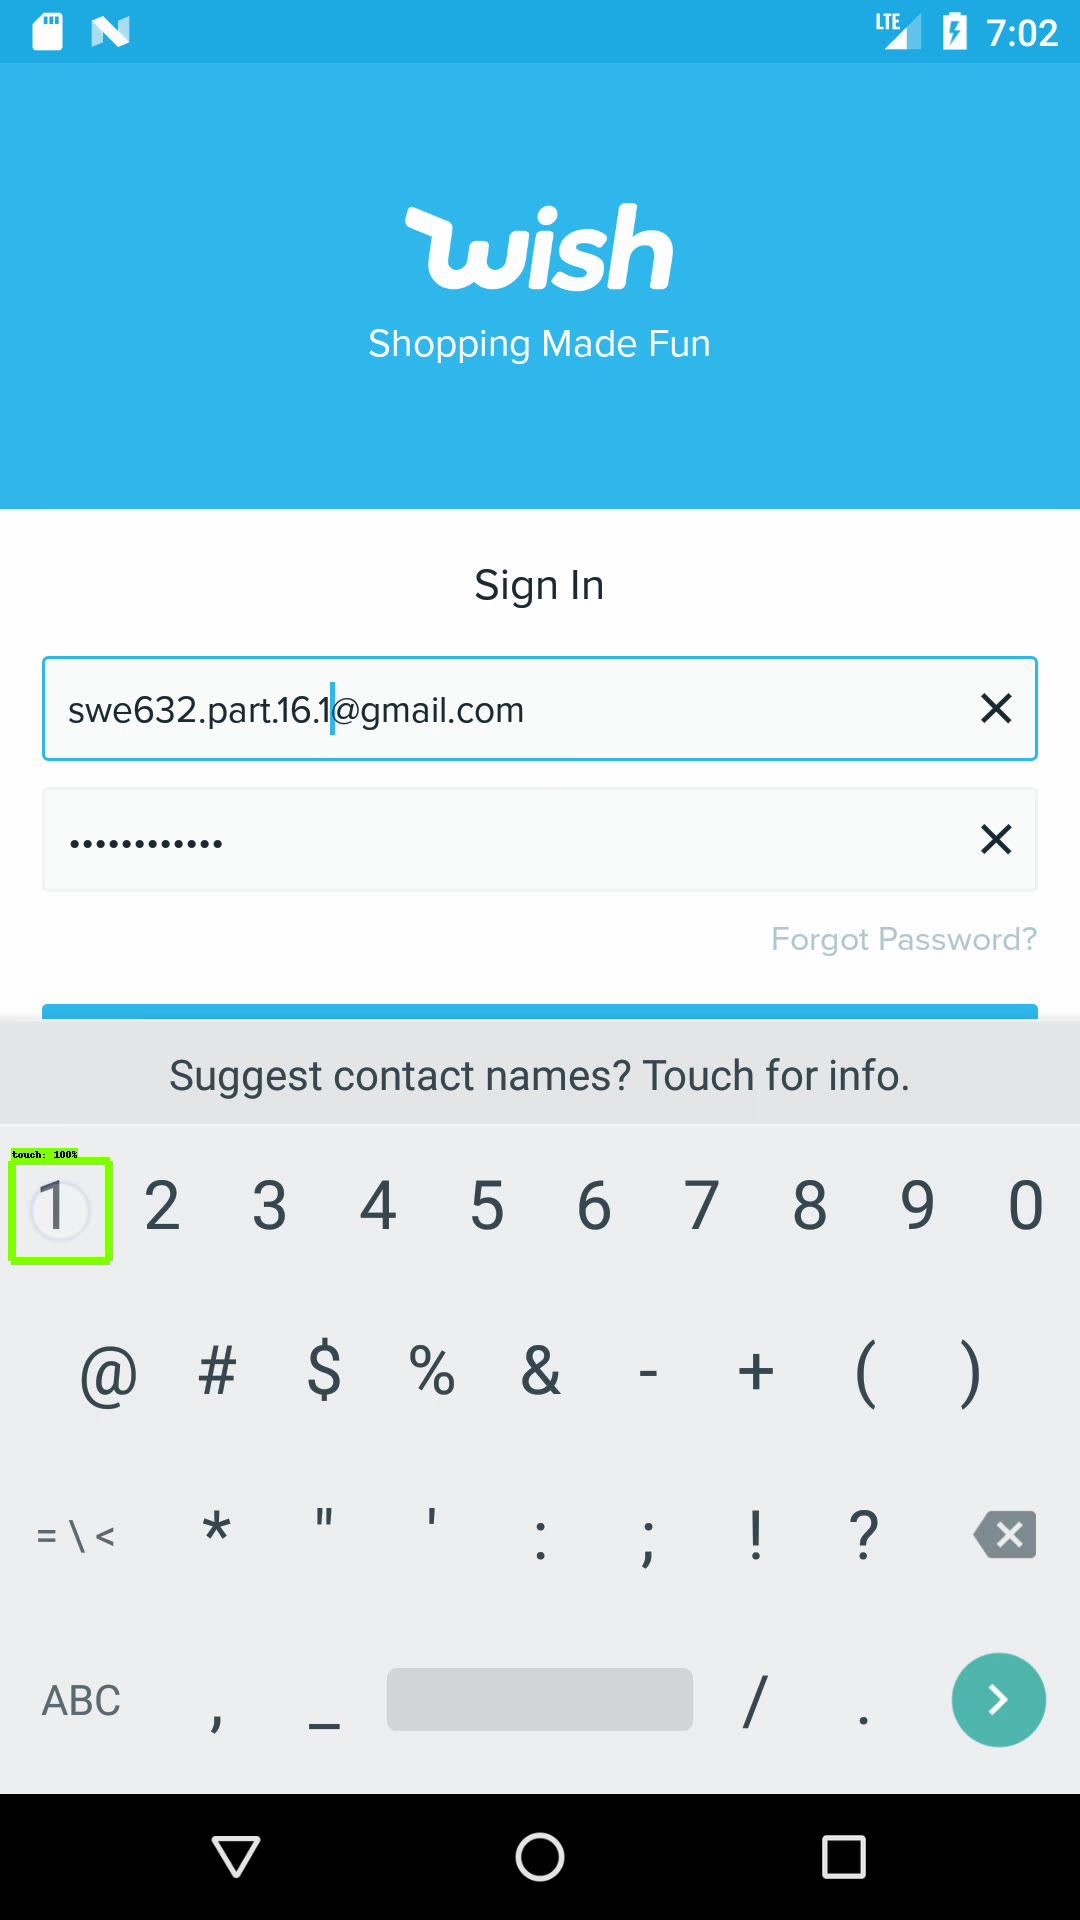 LTE 7:02
wish
Shopping Made Fun
Sign In
swe632.part.16.1@gmail.com
••••••••••••
Forgot Password?
Suggest contact names? Touch for info.
touch: 100%
1 2 3 4 5 6 7 8 9 0
@ # $ % & - + ( )
= \ < * " ' : ; ! ?
ABC , _ / .